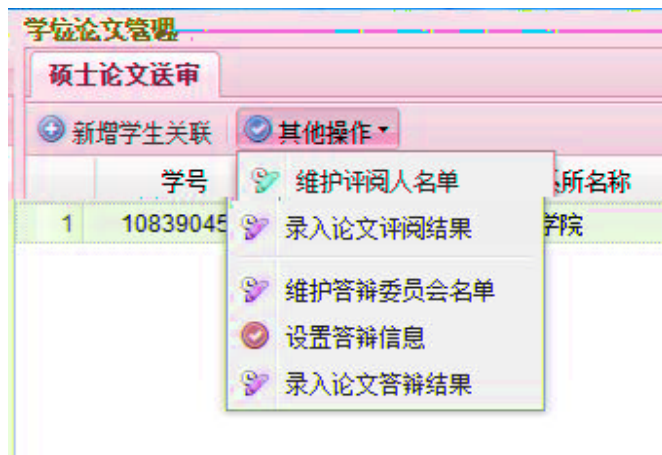 学位论文管理
硕士论文送审
新增学生关联 其他操作
学号 所名称
维护评阅人名单
1 10839045 学院
录入论文评阅结果
维护答辩委员会名单
设置答辩信息
录入论文答辩结果